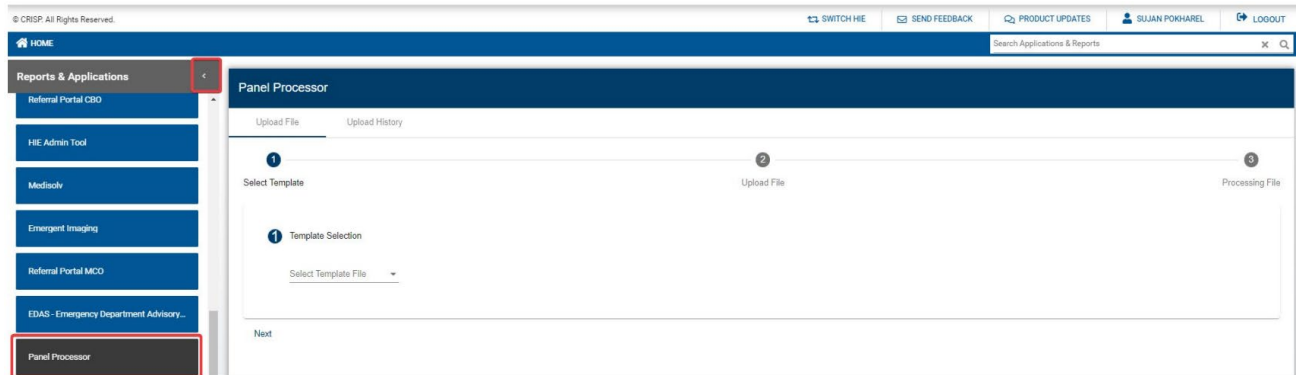 © CRISP. All Rights Reserved.
SWITCH HIE
SEND FEEDBACK
PRODUCT UPDATES
SUJAN POKHAREL
LOGOUT
HOME
Search Applications & Reports
Reports & Applications
Referral Portal CBO
HIE Admin Tool
Medisolv
Emergent Imaging
Referral Portal MCO
EDAS - Emergency Department Advisory...
Panel Processor
Panel Processor
Upload File
Upload History
1
2
3
Select Template
Upload File
Processing File
1 Template Selection
Select Template File
Next